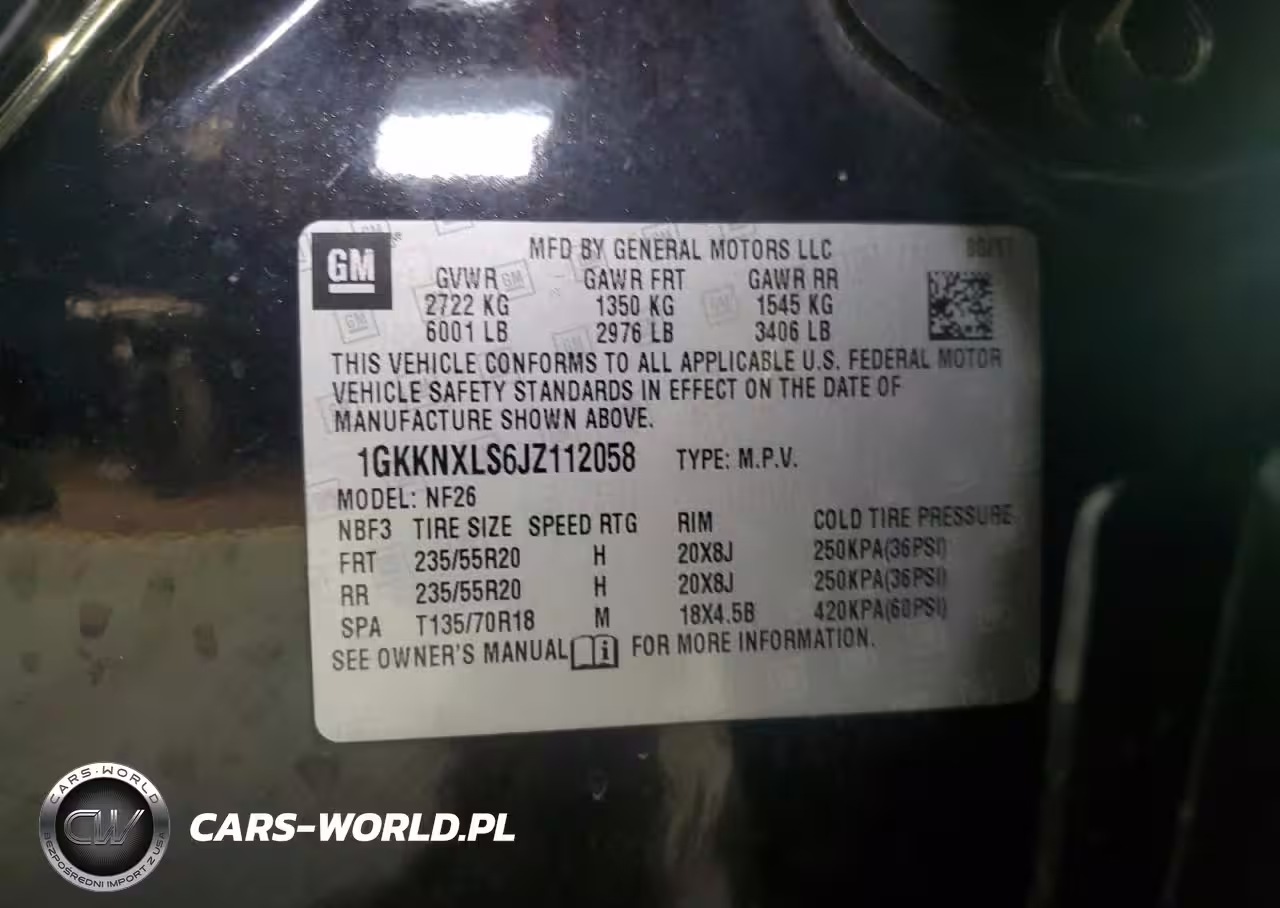 GM
MFD BY GENERAL MOTORS LLC
GVWR GAWR FRT GAWR RR
2722 KG 1350 KG 1545 KG
6001 LB 2976 LB 3406 LB
THIS VEHICLE CONFORMS TO ALL APPLICABLE U.S. FEDERAL MOTOR
VEHICLE SAFETY STANDARDS IN EFFECT ON THE DATE OF
MANUFACTURE SHOWN ABOVE.
1GKKNXLS6JZ112058 TYPE: M.P.V.
MODEL: NF26
NBF3 TIRE SIZE SPEED RTG RIM COLD TIRE PRESSURE
FRT 235/55R20 H 20X8J 250KPA(36PSI)
RR 235/55R20 H 20X8J 250KPA(36PSI)
SPA T135/70R18 M 18X4.5B 420KPA(60PSI)
SEE OWNER'S MANUAL FOR MORE INFORMATION.
CARS-WORLD
CW
BEZPOŚREDNI IMPORT Z USA
CARS-WORLD.PL